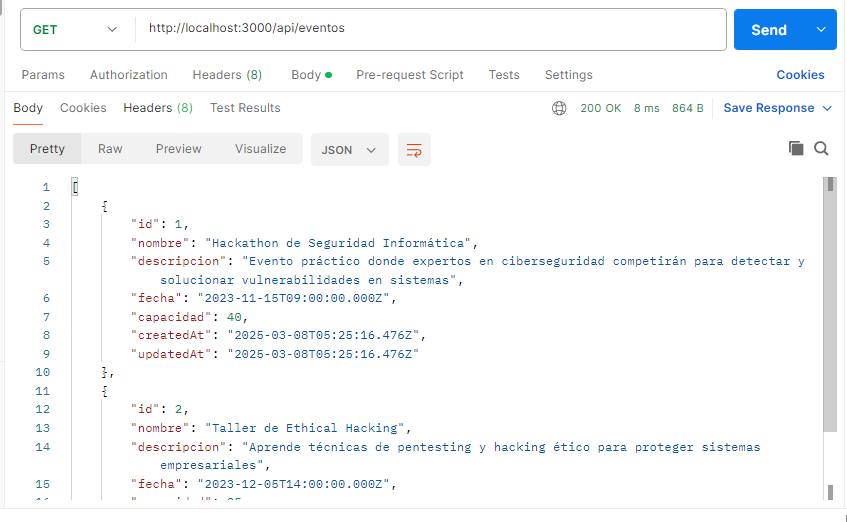 GET http://localhost:3000/api/eventos Send
Params Authorization Headers (8) Body Pre-request Script Tests Settings Cookies
Body Cookies Headers (8) Test Results 200 OK 8 ms 864 B Save Response
Pretty Raw Preview Visualize JSON
1 [
2 {
3 "id": 1,
4 "nombre": "Hackathon de Seguridad Informática",
5 "descripcion": "Evento práctico donde expertos en ciberseguridad competirán para detectar y
solucionar vulnerabilidades en sistemas",
6 "fecha": "2023-11-15T09:00:00.000Z",
7 "capacidad": 40,
8 "createdAt": "2025-03-08T05:25:16.476Z",
9 "updatedAt": "2025-03-08T05:25:16.476Z"
10 },
11 {
12 "id": 2,
13 "nombre": "Taller de Ethical Hacking",
14 "descripcion": "Aprende técnicas de pentesting y hacking ético para proteger sistemas
empresariales",
15 "fecha": "2023-12-05T14:00:00.000Z",